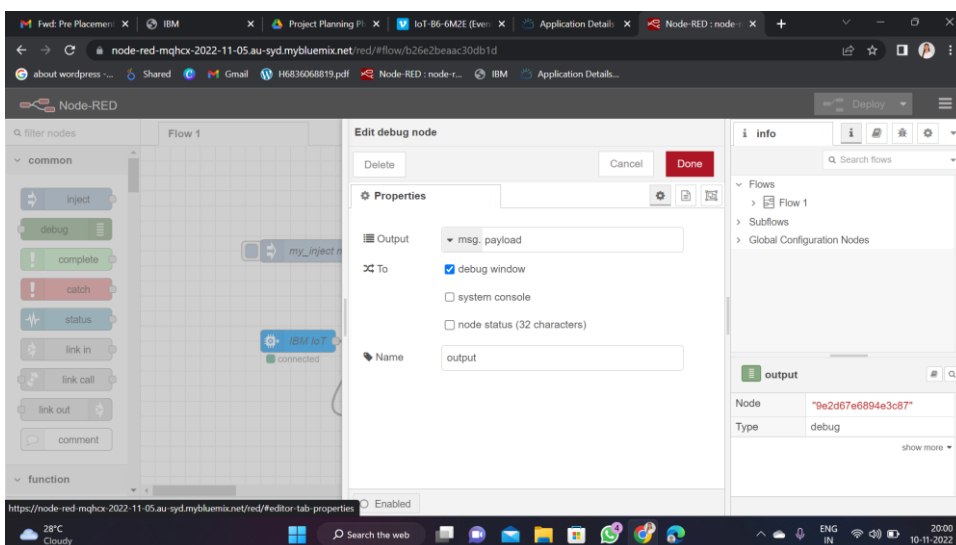 Fwd: Pre Placement
IBM
Project Planning Ph
IoT-B6-6M2E (Even
Application Details
Node-RED : node-r
node-red-mqhcx-2022-11-05.au-syd.mybluemix.net/red/#flow/b26e2beaac30db1d
about wordpress -...
Shared
Gmail
H6836068819.pdf
Node-RED : node-r...
IBM
Application Details...
Node-RED
Deploy
filter nodes
Flow 1
common
inject
debug
complete
catch
status
link in
link call
link out
comment
function
my_inject n
IBM IoT
connected
Edit debug node
Delete
Cancel
Done
Properties
Output
msg. payload
To
debug window
system console
node status (32 characters)
Name
output
Enabled
i info
Search flows
Flows
Flow 1
Subflows
Global Configuration Nodes
output
Node
"9e2d67e6894e3c87"
Type
debug
show more
https://node-red-mqhcx-2022-11-05.au-syd.mybluemix.net/red/#editor-tab-properties
28°C
Cloudy
Search the web
ENG
IN
20:00
10-11-2022